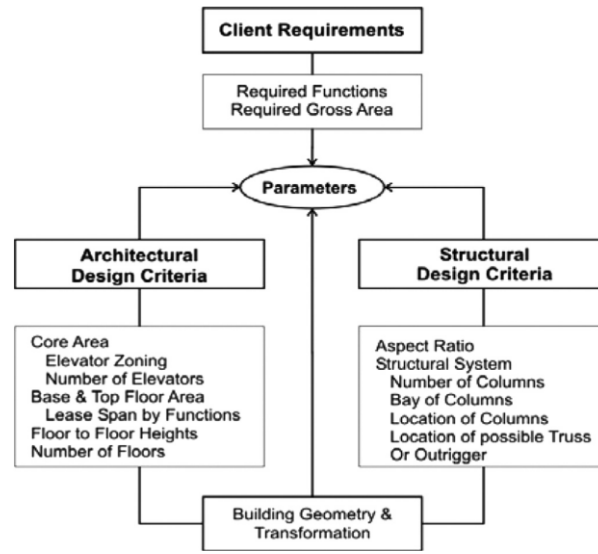 Client Requirements
Required Functions
Required Gross Area
Parameters
Architectural
Design Criteria
Structural
Design Criteria
Core Area
Elevator Zoning
Number of Elevators
Base & Top Floor Area
Lease Span by Functions
Floor to Floor Heights
Number of Floors
Aspect Ratio
Structural System
Number of Columns
Bay of Columns
Location of Columns
Location of possible Truss
Or Outrigger
Building Geometry &
Transformation